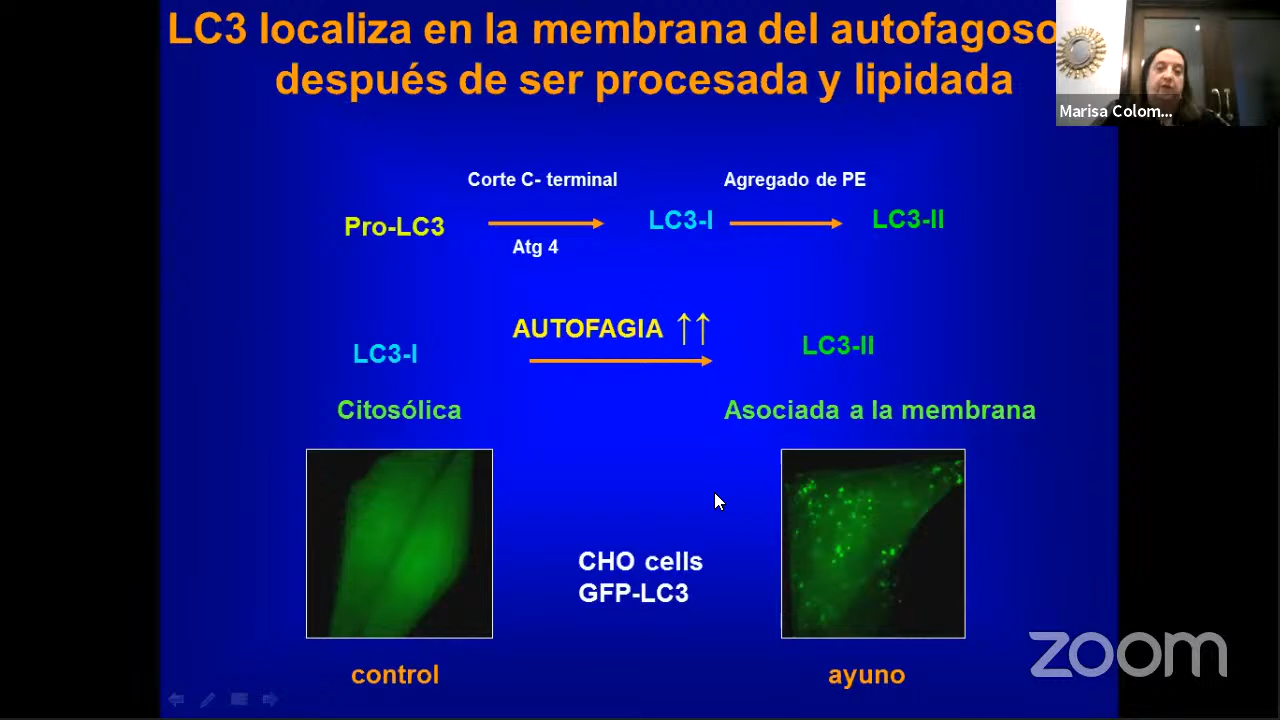 LC3 localiza en la membrana del autofagoso
después de ser procesada y lipidada
Marisa Colom...
Corte C- terminal
Agregado de PE
Pro-LC3
LC3-I
LC3-II
Atg 4
AUTOFAGIA ↑↑
LC3-I
LC3-II
Citosólica
Asociada a la membrana
CHO cells
GFP-LC3
control
ayuno
zoom